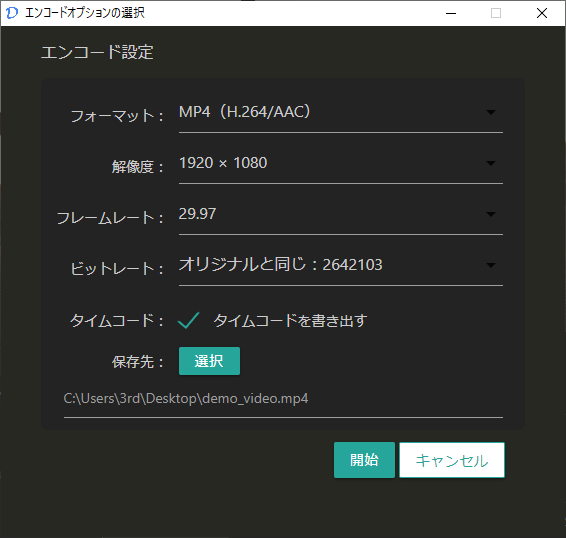 エンコードオプションの選択
エンコード設定
フォーマット： MP4（H.264/AAC）
解像度： 1920 × 1080
フレームレート： 29.97
ビットレート： オリジナルと同じ：2642103
タイムコード： タイムコードを書き出す
保存先： 選択
C:\Users\3rd\Desktop\demo_video.mp4
開始 キャンセル